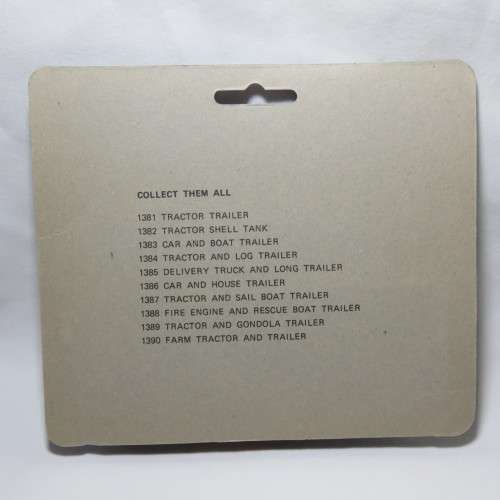 COLLECT THEM ALL
1381 TRACTOR TRAILER
1382 TRACTOR SHELL TANK
1383 CAR AND BOAT TRAILER
1384 TRACTOR AND LOG TRAILER
1385 DELIVERY TRUCK AND LONG TRAILER
1386 CAR AND HOUSE TRAILER
1387 TRACTOR AND SAIL BOAT TRAILER
1388 FIRE ENGINE AND RESCUE BOAT TRAILER
1389 TRACTOR AND GONDOLA TRAILER
1390 FARM TRACTOR AND TRAILER